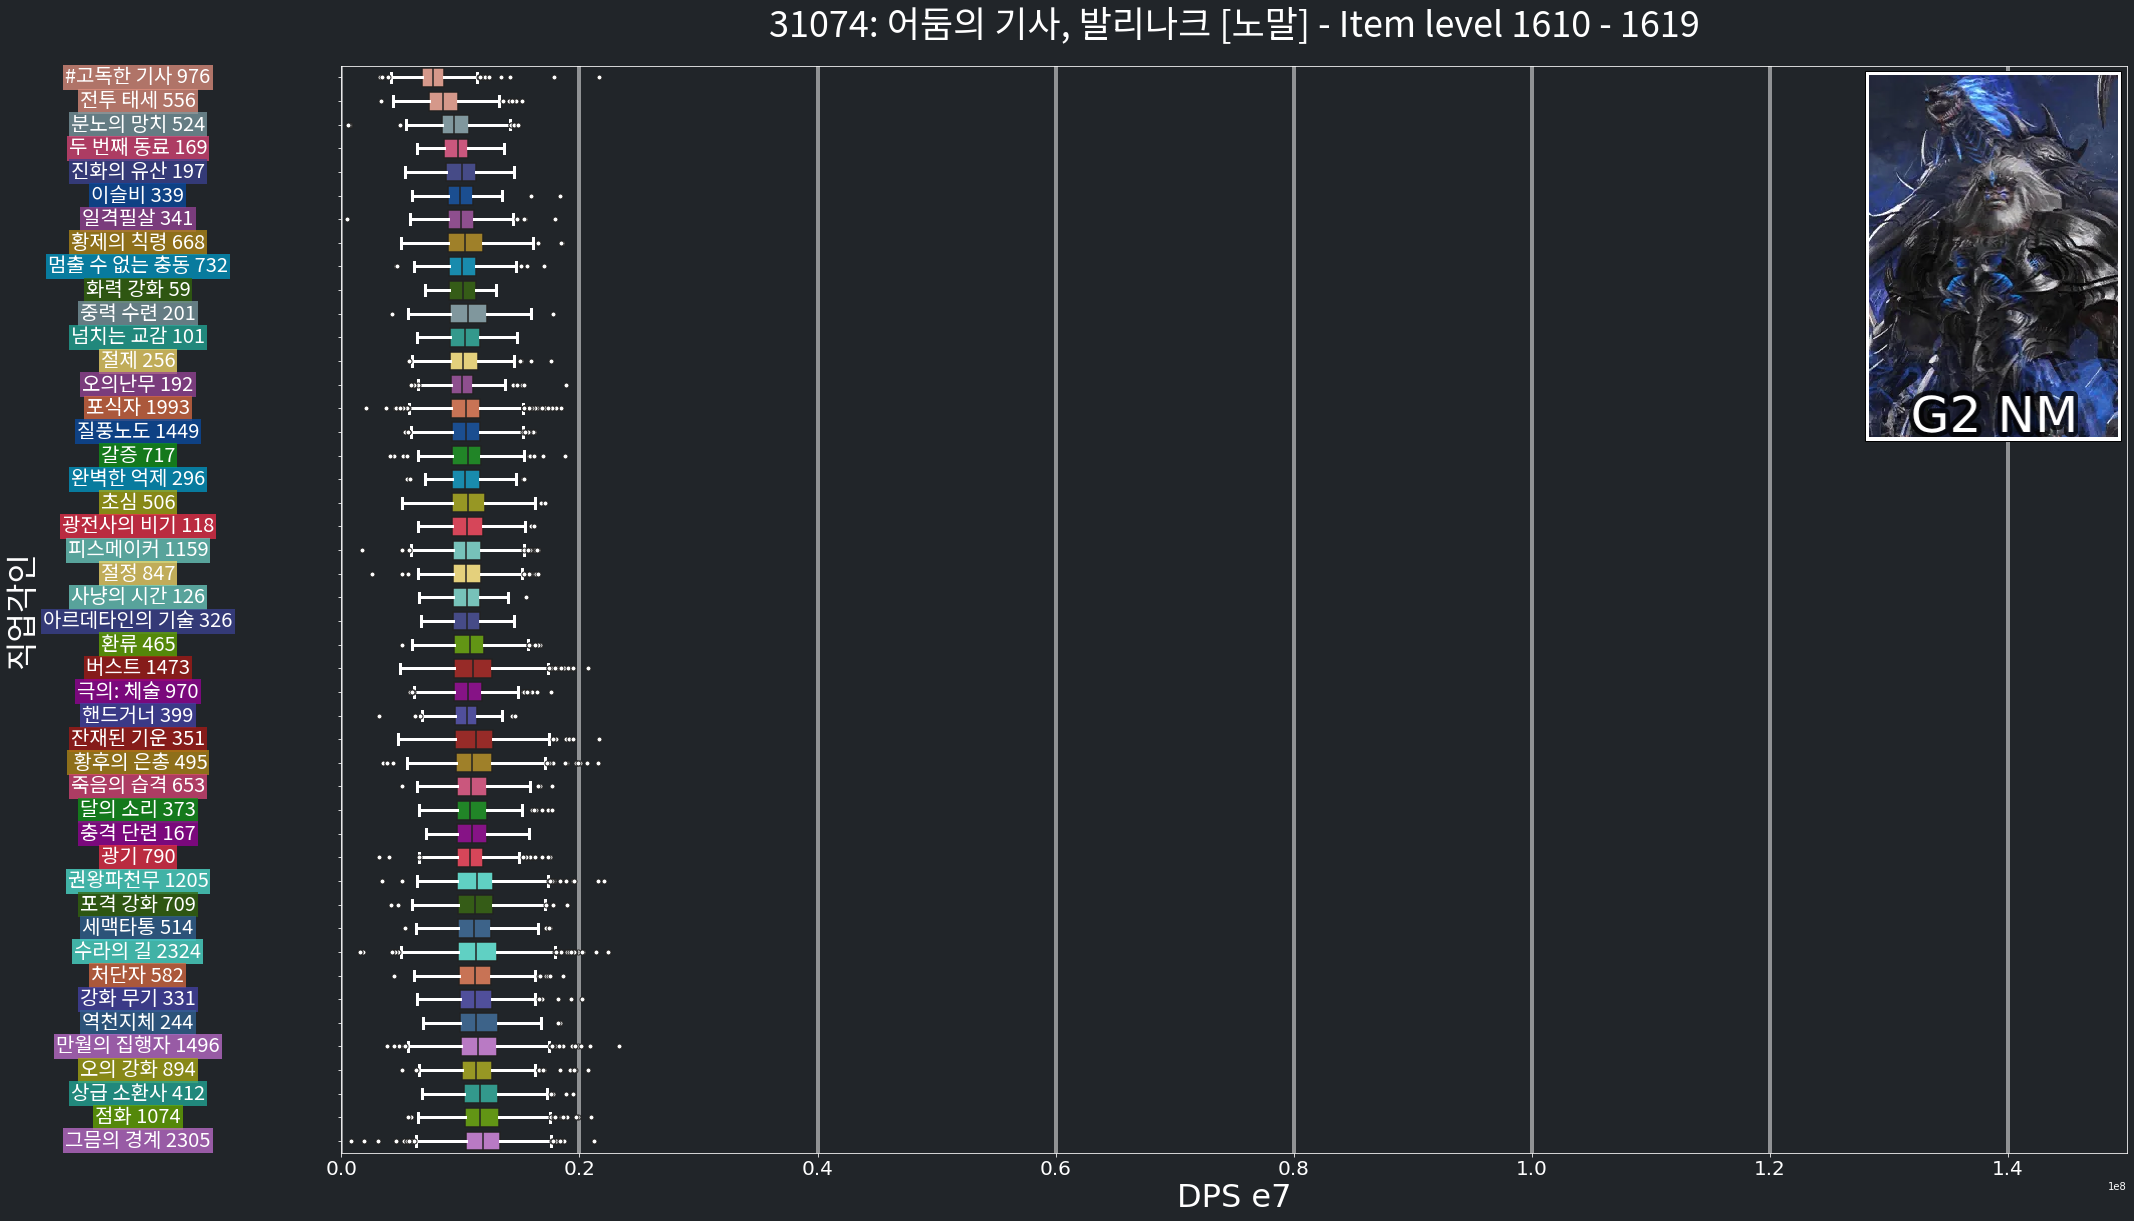 31074: 어둠의 기사, 발리나크 [노말] - Item level 1610 - 1619
#고독한 기사 976
전투 태세 556
분노의 망치 524
두 번째 동료 169
진화의 유산 197
이슬비 339
일격필살 341
황제의 칙령 668
멈출 수 없는 충동 732
화력 강화 59
중력 수련 201
넘치는 교감 101
절제 256
오의난무 192
포식자 1993
질풍노도 1449
갈증 717
완벽한 억제 296
초심 506
광전사의 비기 118
피스메이커 1159
절정 847
사냥의 시간 126
아르데타인의 기술 326
환류 465
버스트 1473
극의: 체술 970
핸드거너 399
잔재된 기운 351
황후의 은총 495
죽음의 습격 653
달의 소리 373
충격 단련 167
광기 790
권왕파천무 1205
포격 강화 709
세맥타통 514
수라의 길 2324
처단자 582
강화 무기 331
역천지체 244
만월의 집행자 1496
오의 강화 894
상급 소환사 412
점화 1074
그믐의 경계 2305
직업각인
G2 NM
0.0 0.2 0.4 0.6 0.8 1.0 1.2 1.4
1e8
DPS e7